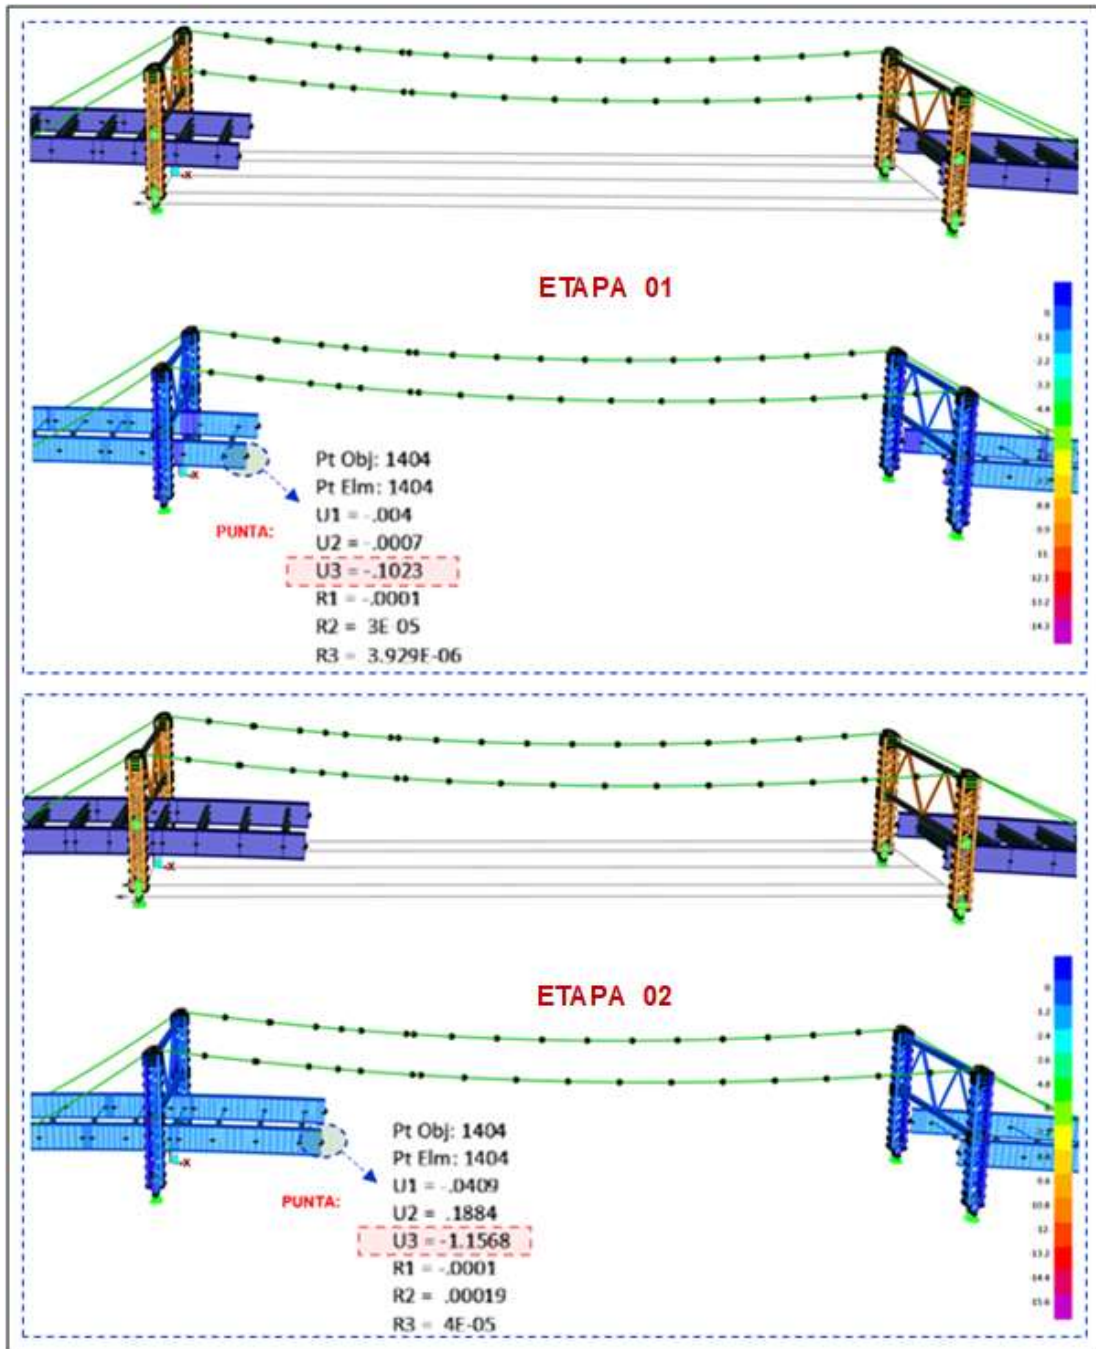 ETAPA 01
Pt Obj: 1404
Pt Elm: 1404
U1 = -.004
PUNTA:
U2 = -.0007
U3 = -.1023
R1 = -.0001
R2 = 3E 05
R3 = 3.929E-06
ETAPA 02
Pt Obj: 1404
Pt Elm: 1404
U1 = -.0409
PUNTA:
U2 = .1884
U3 = -1.1568
R1 = -.0001
R2 = .00019
R3 = 4E-05